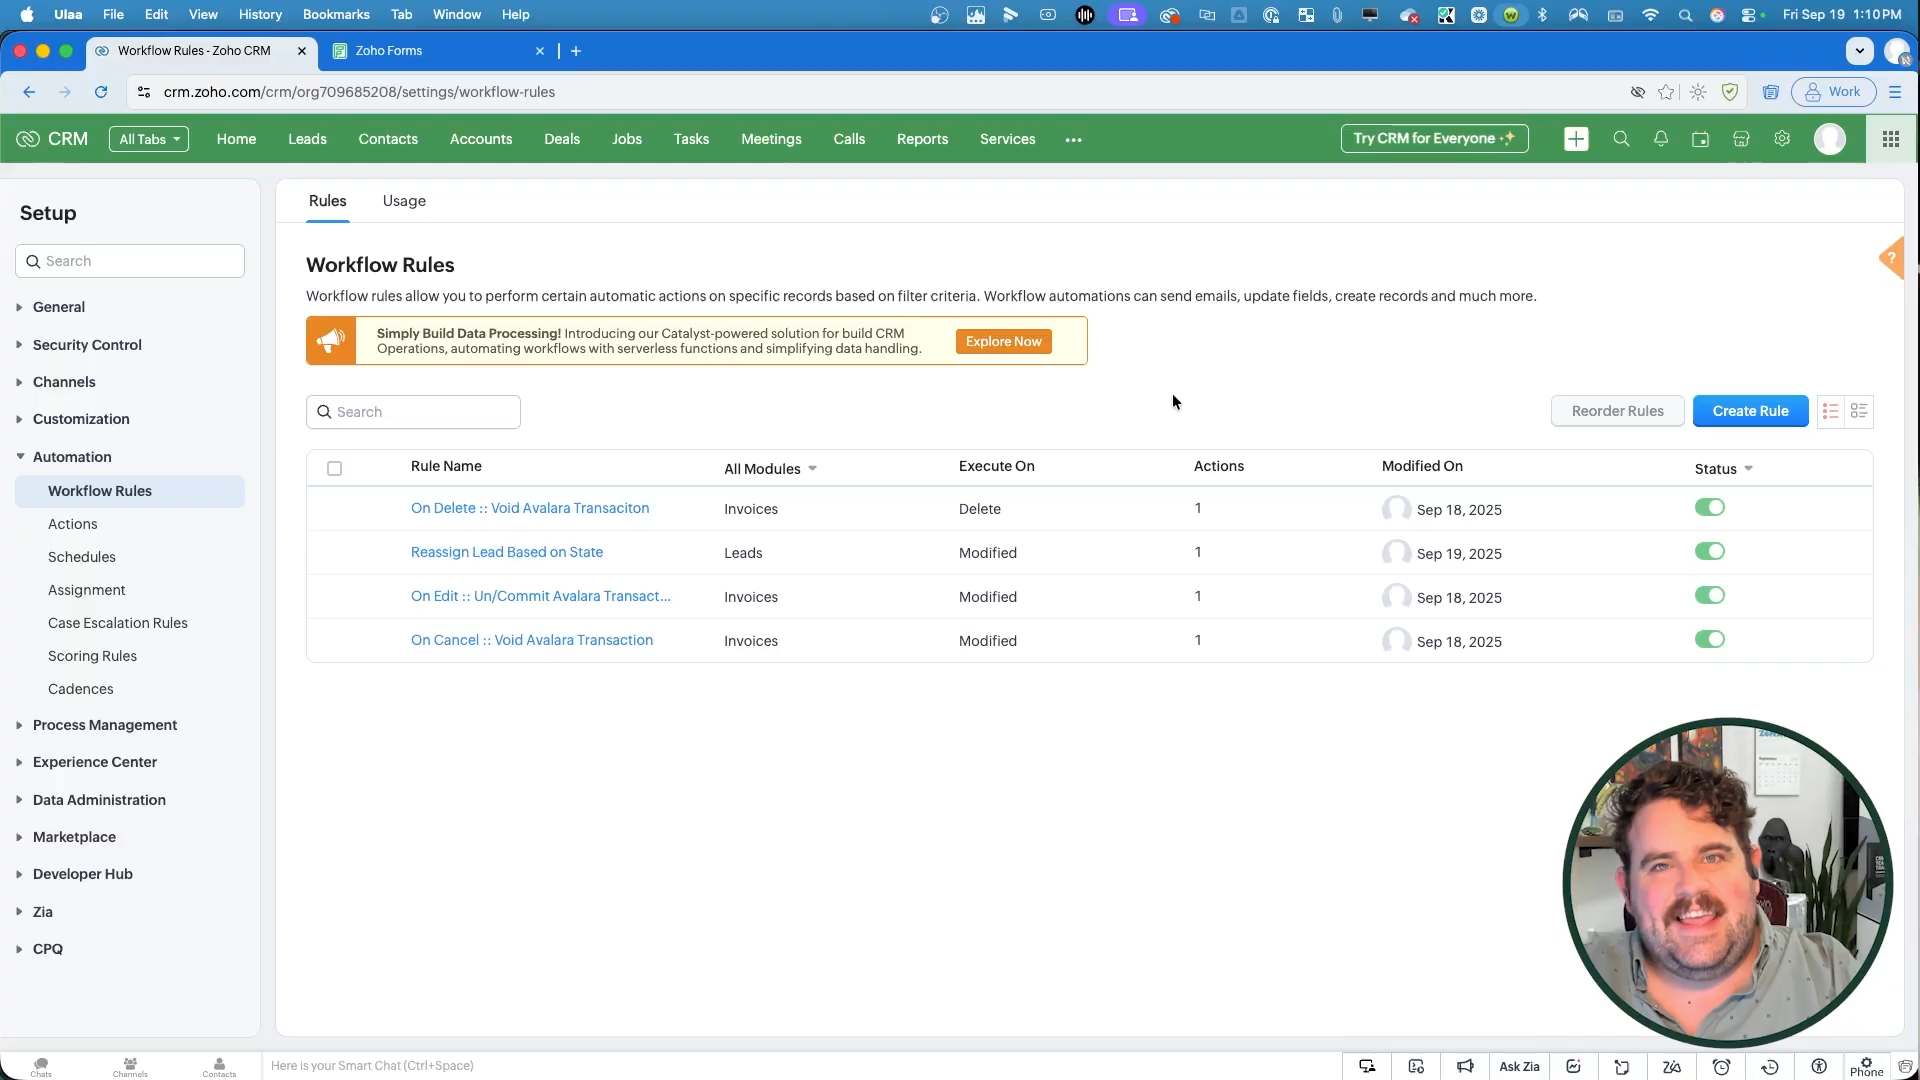 Ulaa File Edit View History Bookmarks Tab Window Help
Fri Sep 19 1:10 PM
Workflow Rules - Zoho CRM
Zoho Forms
crm.zoho.com/crm/org709685208/settings/workflow-rules
Work
CRM All Tabs Home Leads Contacts Accounts Deals Jobs Tasks Meetings Calls Reports Services
Try CRM for Everyone
Setup
Search
General
Security Control
Channels
Customization
Automation
Workflow Rules
Actions
Schedules
Assignment
Case Escalation Rules
Scoring Rules
Cadences
Process Management
Experience Center
Data Administration
Marketplace
Developer Hub
Zia
CPQ
Rules Usage
Workflow Rules
Workflow rules allow you to perform certain automatic actions on specific records based on filter criteria. Workflow automations can send emails, update fields, create records and much more.
Simply Build Data Processing! Introducing our Catalyst-powered solution for build CRM
Operations, automating workflows with serverless functions and simplifying data handling.
Explore Now
?
Search
Reorder Rules
Create Rule
Rule Name All Modules Execute On Actions Modified On Status
On Delete :: Void Avalara Transaciton Invoices Delete 1 Sep 18, 2025
Reassign Lead Based on State Leads Modified 1 Sep 19, 2025
On Edit :: Un/Commit Avalara Transact... Invoices Modified 1 Sep 18, 2025
On Cancel :: Void Avalara Transaction Invoices Modified 1 Sep 18, 2025
Chats Channels Contacts
Here is your Smart Chat (Ctrl+Space)
Ask Zia
Phone